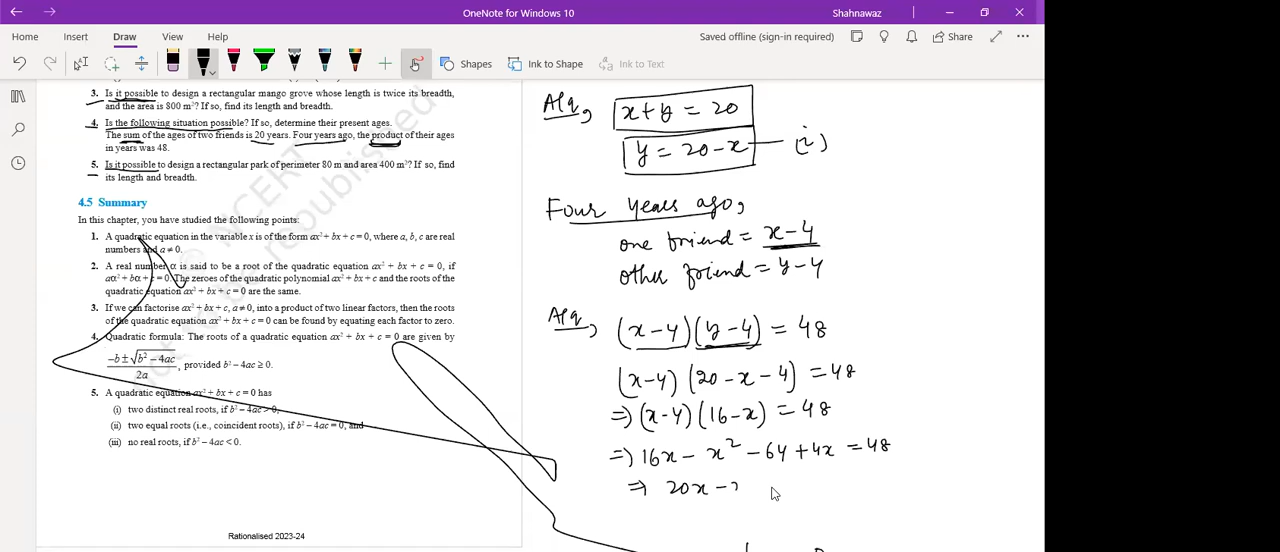 OneNote for Windows 10
Shahnawaz
Home Insert Draw View Help
Saved offline (sign-in required) Share
Shapes Ink to Shape Ink to Text
3. Is it possible to design a rectangular mango grove whose length is twice its breadth,
and the area is 800 m²? If so, find its length and breadth.
4. Is the following situation possible? If so, determine their present ages.
The sum of the ages of two friends is 20 years. Four years ago, the product of their ages
in years was 48.
5. Is it possible to design a rectangular park of perimeter 80 m and area 400 m²? If so, find
its length and breadth.
4.5 Summary
In this chapter, you have studied the following points:
1. A quadratic equation in the variable x is of the form ax² + bx + c = 0, where a, b, c are real
numbers and a ≠ 0.
2. A real number α is said to be a root of the quadratic equation ax² + bx + c = 0, if
aα² + bα + c = 0. The zeroes of the quadratic polynomial ax² + bx + c and the roots of the
quadratic equation ax² + bx + c = 0 are the same.
3. If we can factorise ax² + bx + c, a ≠ 0, into a product of two linear factors, then the roots
of the quadratic equation ax² + bx + c = 0 can be found by equating each factor to zero.
4. Quadratic formula: The roots of a quadratic equation ax² + bx + c = 0 are given by
-b ± √b² - 4ac / 2a, provided b² - 4ac ≥ 0.
5. A quadratic equation ax² + bx + c = 0 has
(i) two distinct real roots, if b² - 4ac > 0,
(ii) two equal roots (i.e., coincident roots), if b² - 4ac = 0, and
(iii) no real roots, if b² - 4ac < 0.
Rationalised 2023-24
© NCERT
republished
Alq, x + y = 20
y = 20 - x — (i)
Four years ago,
one friend = x - 4
other friend = y - 4
Alq, (x - 4)(y - 4) = 48
(x - 4)(20 - x - 4) = 48
⇒ (x - 4)(16 - x) = 48
⇒ 16x - x² - 64 + 4x = 48
⇒ 20x -